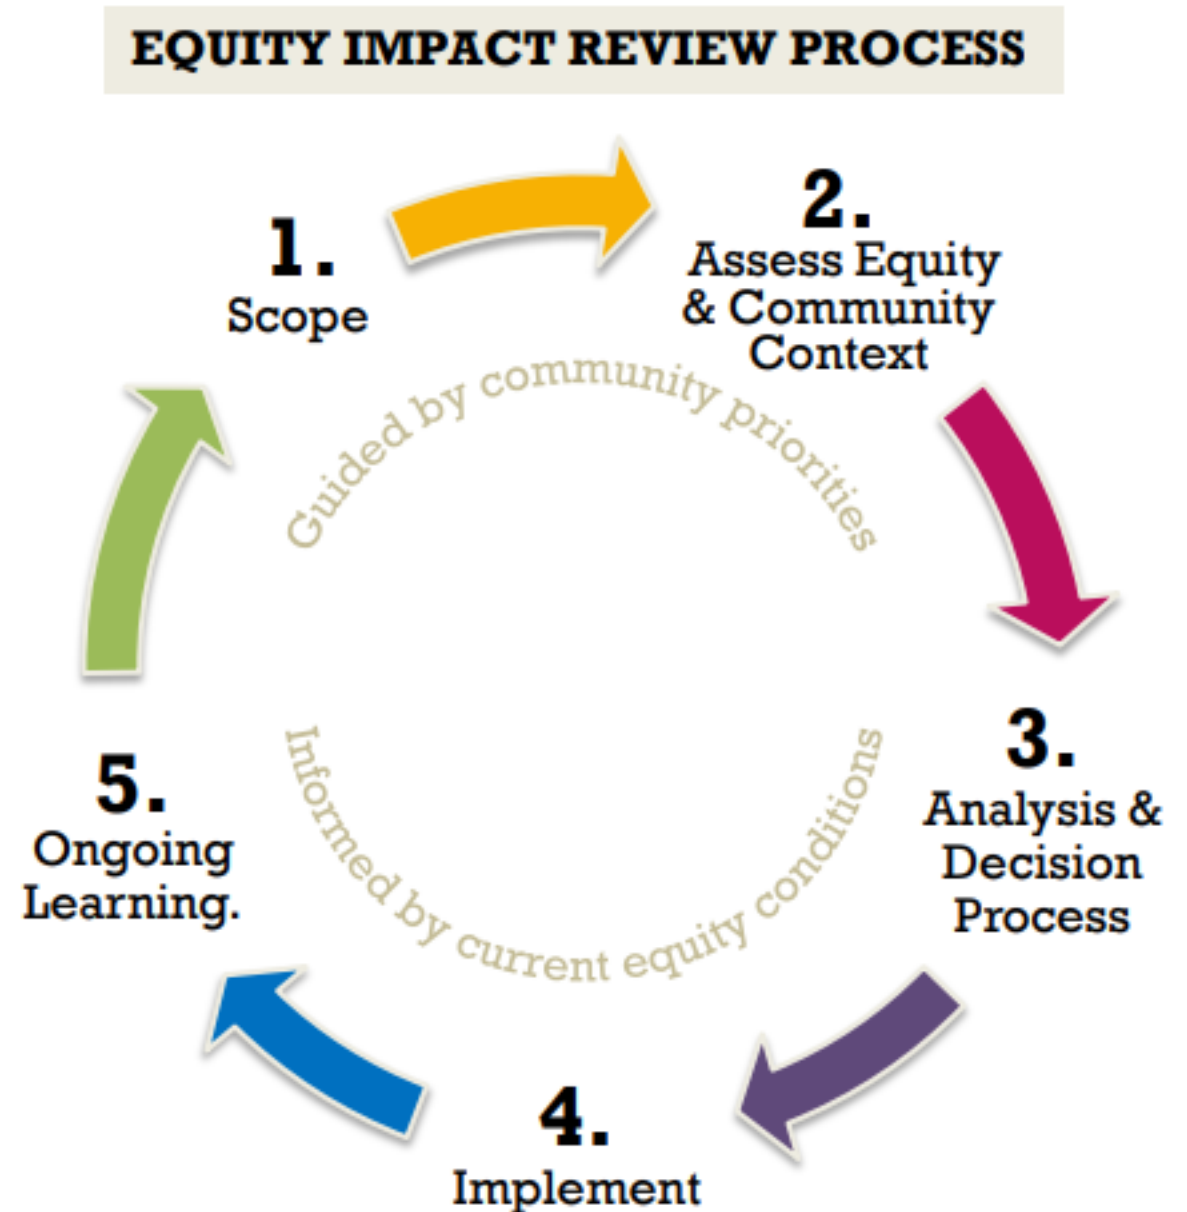 EQUITY IMPACT REVIEW PROCESS
1.
Scope
2.
Assess Equity
& Community
Context
Guided by community priorities
3.
Analysis &
Decision
Process
Informed by current equity conditions
5.
Ongoing
Learning.
4.
Implement